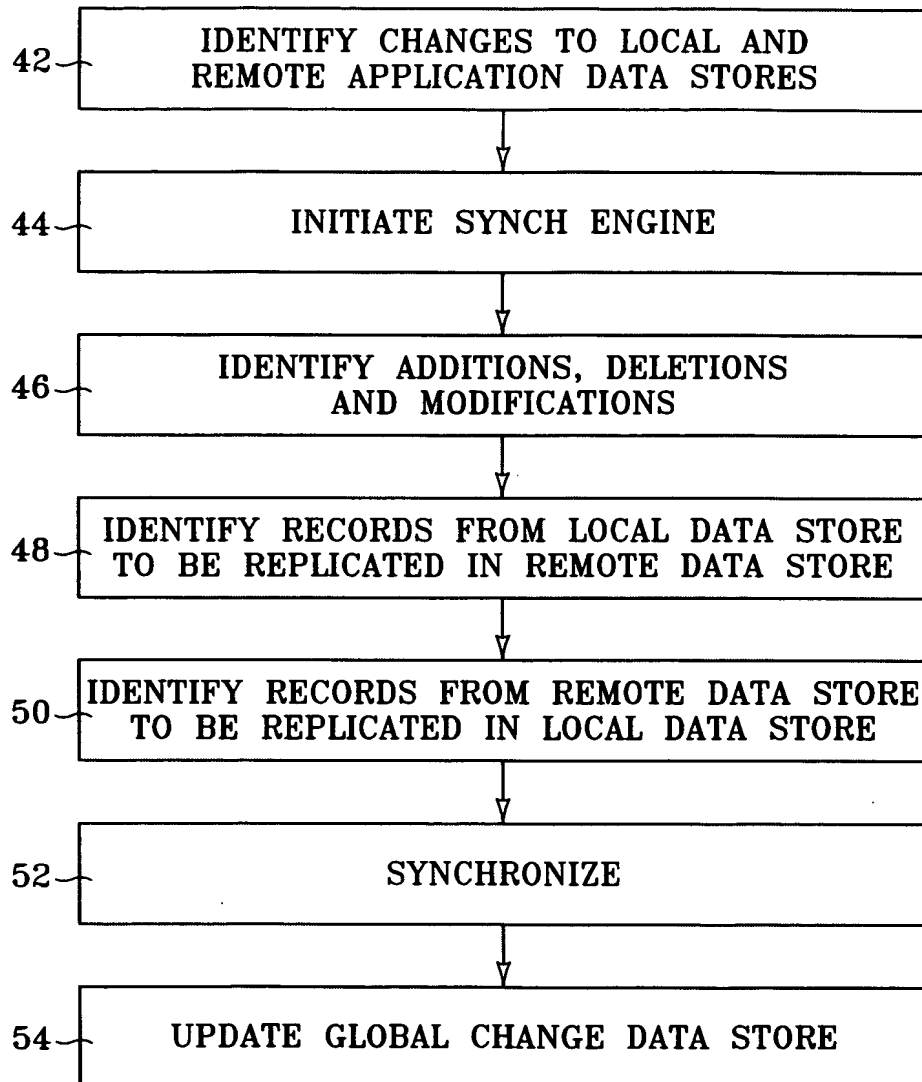 IDENTIFY CHANGES TO LOCAL AND
42 REMOTE APPLICATION DATA STORES
44 INITIATE SYNCH ENGINE
IDENTIFY ADDITIONS, DELETIONS
46 AND MODIFICATIONS
IDENTIFY RECORDS FROM LOCAL DATA STORE
48 TO BE REPLICATED IN REMOTE DATA STORE
IDENTIFY RECORDS FROM REMOTE DATA STORE
50 TO BE REPLICATED IN LOCAL DATA STORE
52 SYNCHRONIZE
54 UPDATE GLOBAL CHANGE DATA STORE